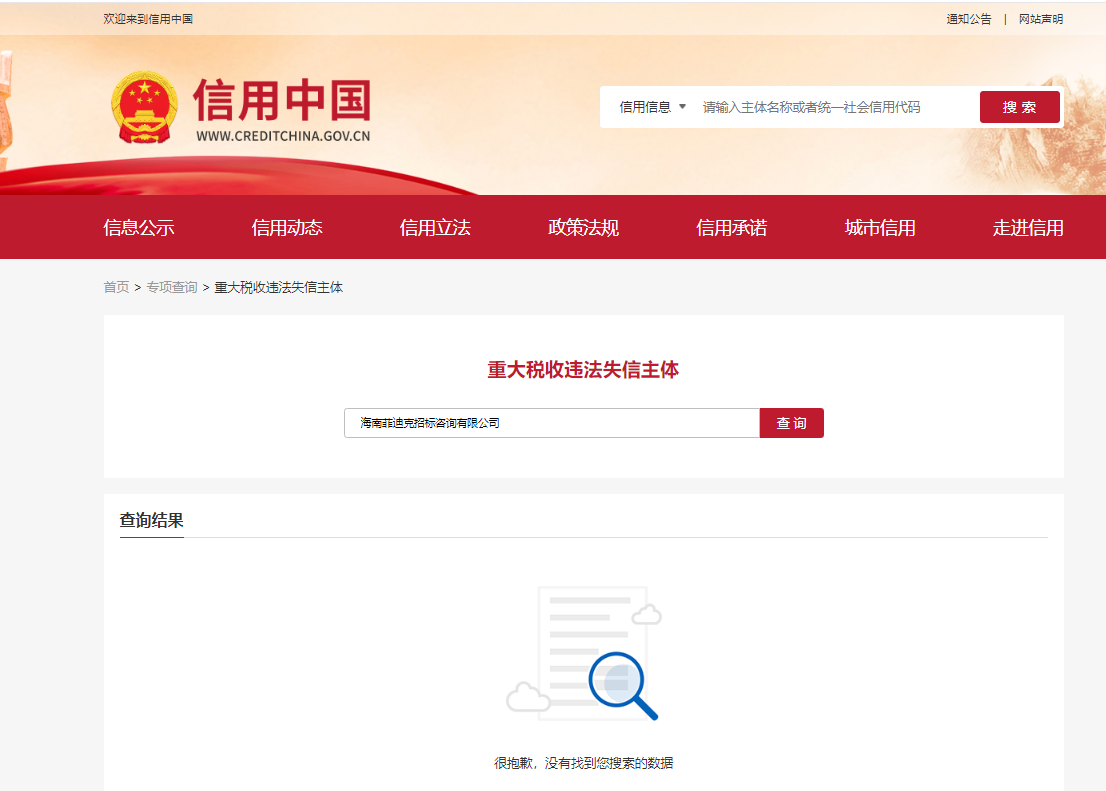 欢迎来到信用中国
通知公告 | 网站声明
信用中国
WWW.CREDITCHINA.GOV.CN
信用信息 请输入主体名称或者统一社会信用代码 搜索
信息公示 信用动态 信用立法 政策法规 信用承诺 城市信用 走进信用
首页 > 专项查询 > 重大税收违法失信主体
重大税收违法失信主体
海南菲迪克招标咨询有限公司 查询
查询结果
很抱歉，没有找到您搜索的数据